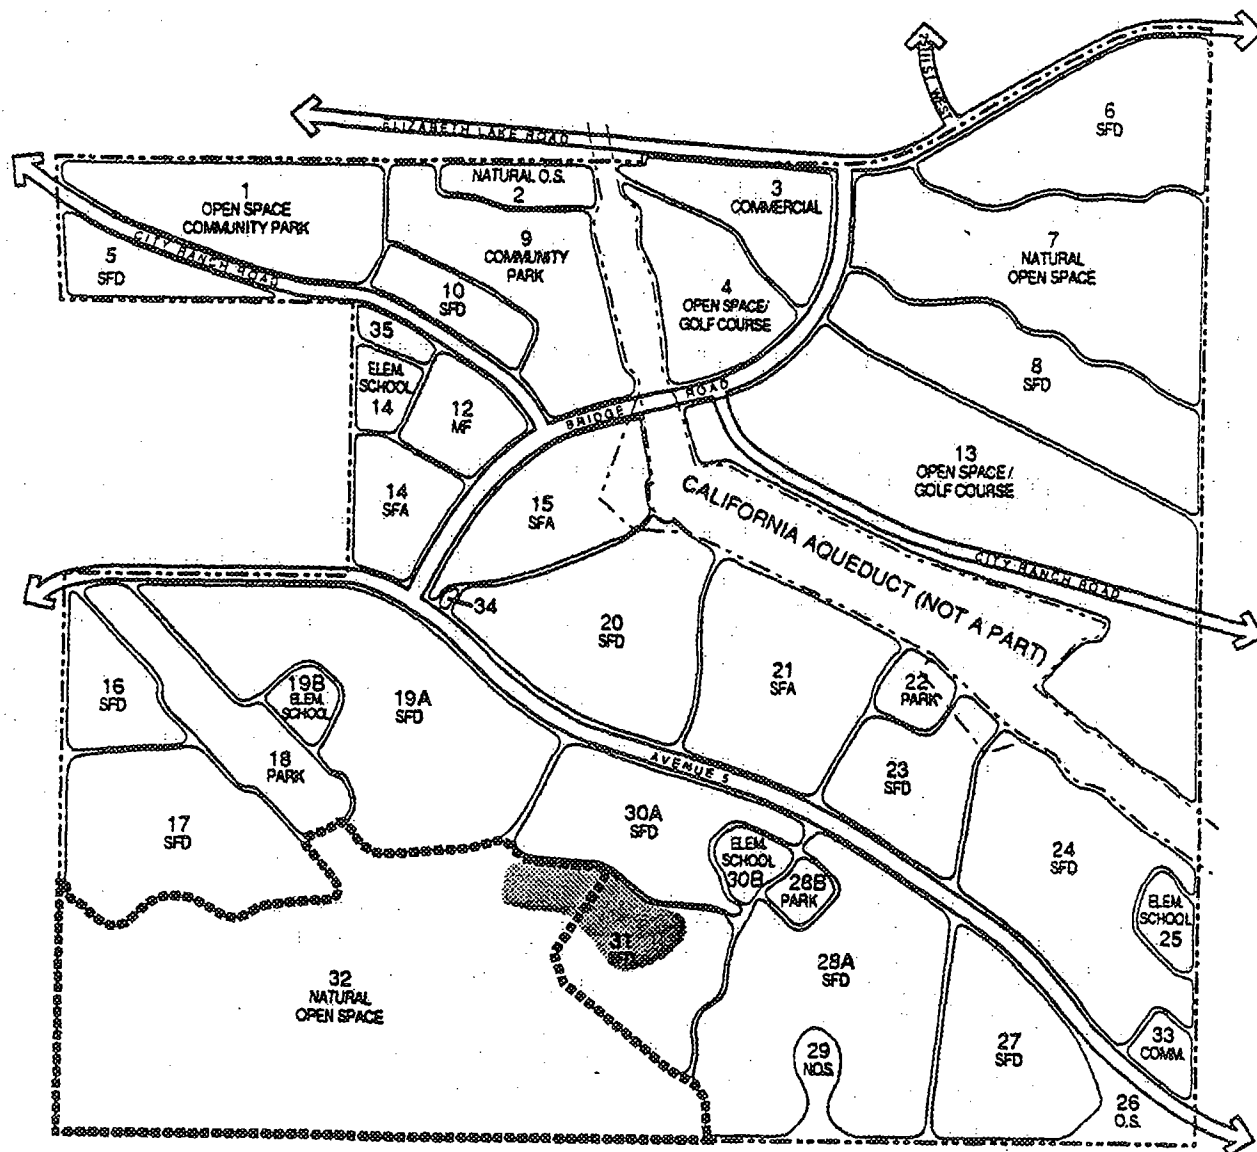 25TH ST. WEST
ELIZABETH LAKE ROAD
6
SFD
1
OPEN SPACE
COMMUNITY PARK
NATURAL O.S.
2
3
COMMERCIAL
5
SFD
CITY RANCH ROAD
9
COMMUNITY
PARK
7
NATURAL
OPEN SPACE
10
SFD
4
OPEN SPACE/
GOLF COURSE
35
ELEM.
SCHOOL
14
8
SFD
12
MF
BRIDGE ROAD
13
OPEN SPACE/
GOLF COURSE
14
SFA
15
SFA
CALIFORNIA AQUEDUCT (NOT A PART)
CITY RANCH ROAD
34
20
SFD
16
SFD
19B
ELEM.
SCHOOL
19A
SFD
21
SFA
22
PARK
18
PARK
AVENUE S
23
SFD
17
SFD
30A
SFD
24
SFD
ELEM.
SCHOOL
30B
28B
PARK
ELEM.
SCHOOL
25
31
SFD
28A
SFD
32
NATURAL
OPEN SPACE
29
N.O.S.
27
SFD
33
COMM.
26
O.S.